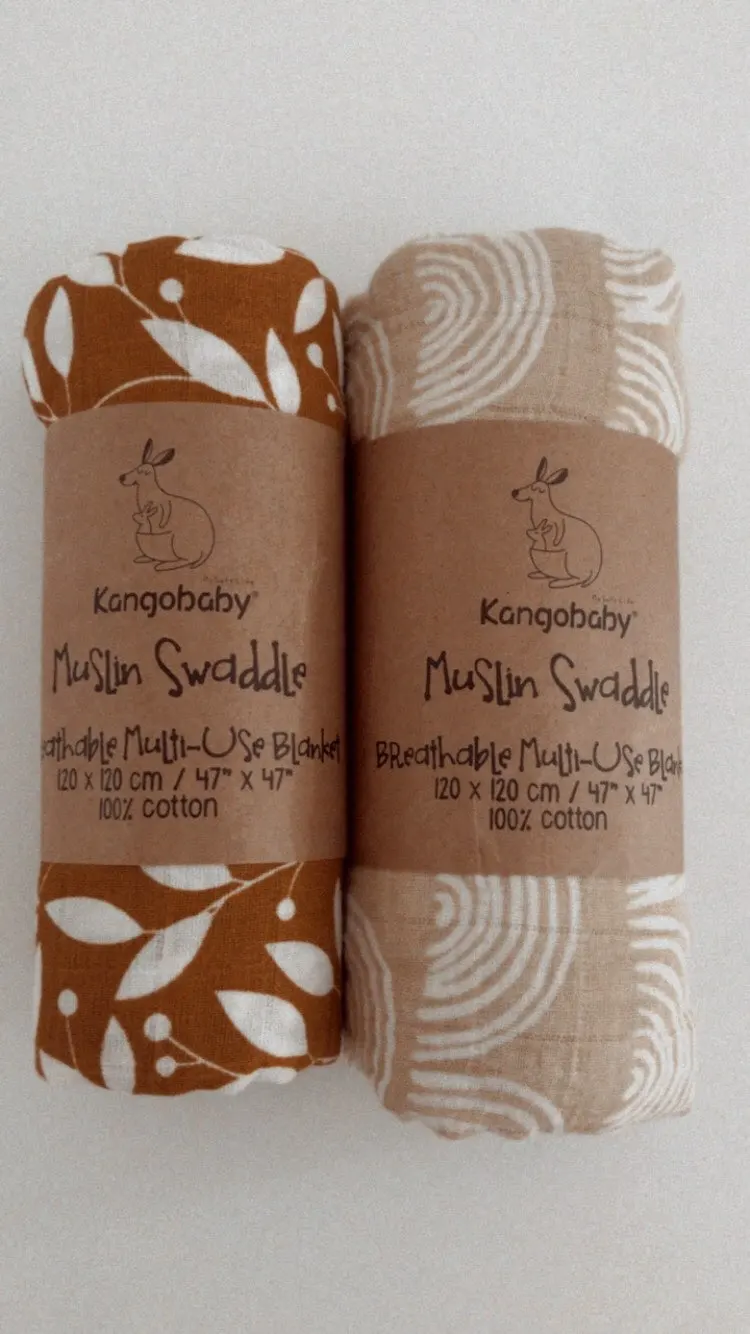 Kangobaby®
Muslin Swaddle
eathable Multi-Use Blanket
120 x 120 cm / 47" x 47"
100% cotton
Kangobaby®
Muslin Swaddle
BReathable Multi-Use Blank
120 x 120 cm / 47" x 47"
100% cotton